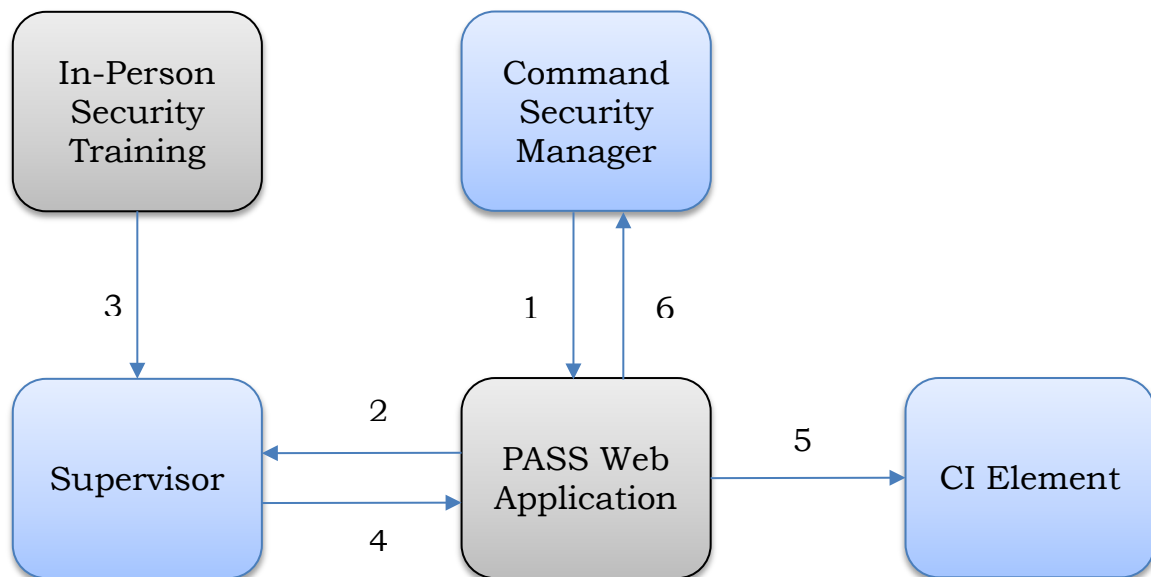 In-Person
Security
Training
Command
Security
Manager
3
1
6
2
4
5
Supervisor
PASS Web
Application
CI Element